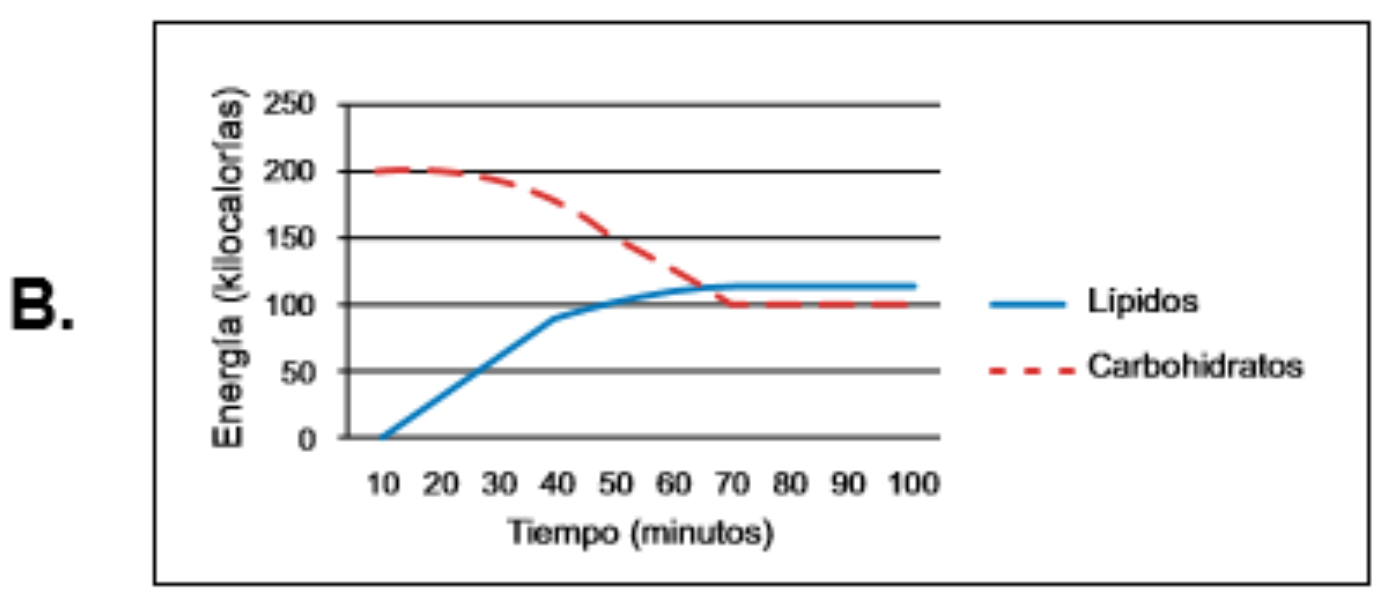 B.
Energía (kilocalorías)
250
200
150
100
50
0
10 20 30 40 50 60 70 80 90 100
Tiempo (minutos)
Lípidos
Carbohidratos